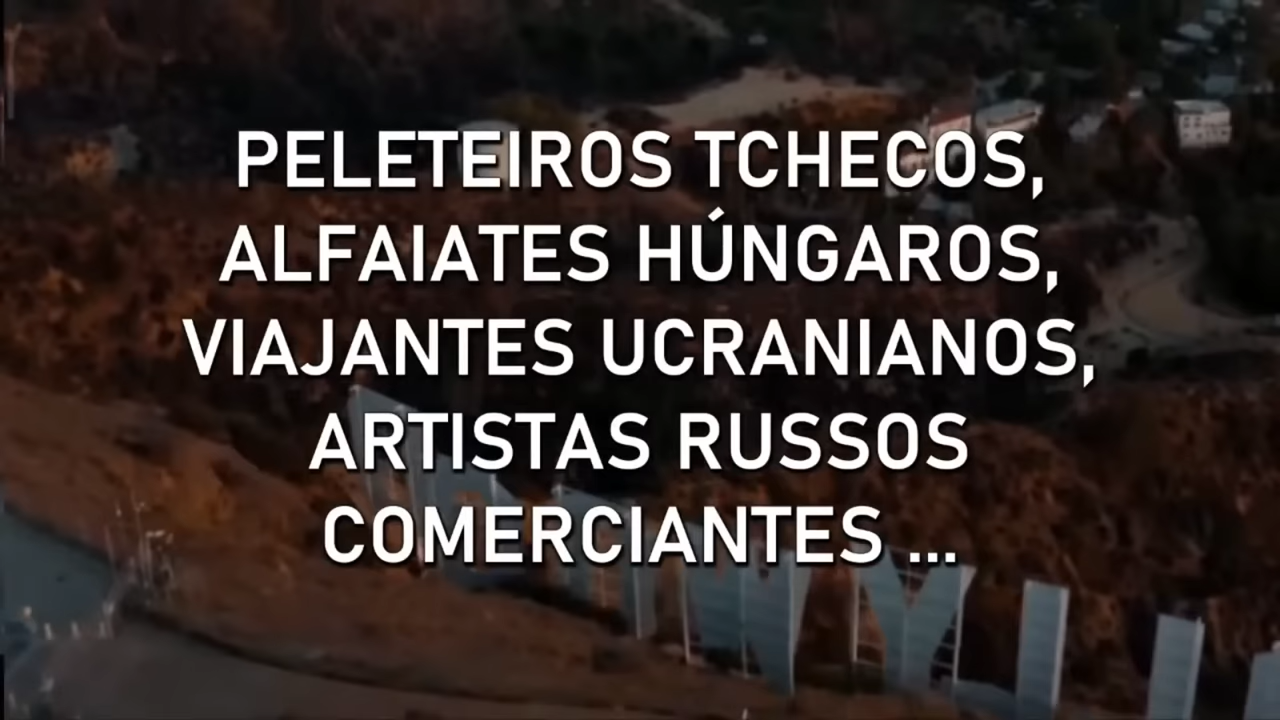 PELETEIROS TCHECOS,
ALFAIATES HÚNGAROS,
VIAJANTES UCRANIANOS,
ARTISTAS RUSSOS
COMERCIANTES ...